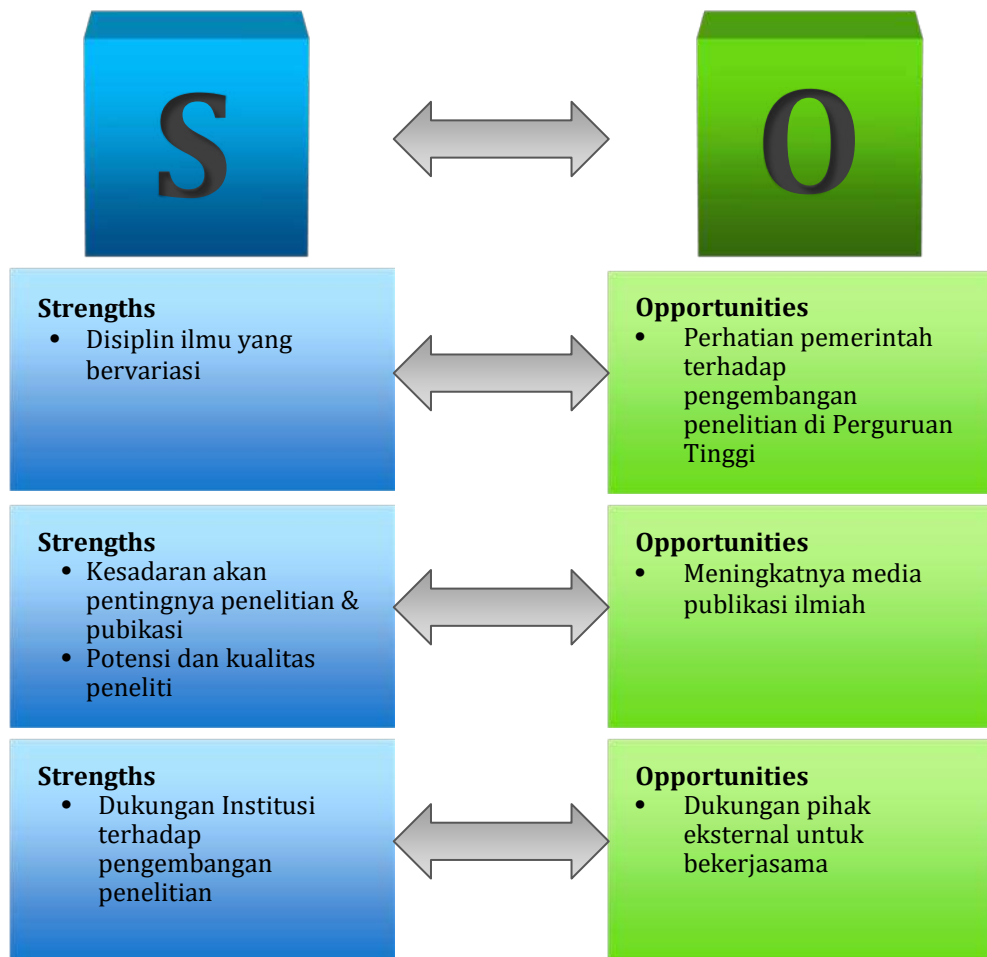 S
O
Strengths
• Disiplin ilmu yang
bervariasi
Opportunities
• Perhatian pemerintah
terhadap
pengembangan
penelitian di Perguruan
Tinggi
Strengths
• Kesadaran akan
pentingnya penelitian &
pubikasi
• Potensi dan kualitas
peneliti
Opportunities
• Meningkatnya media
publikasi ilmiah
Strengths
• Dukungan Institusi
terhadap
pengembangan
penelitian
Opportunities
• Dukungan pihak
eksternal untuk
bekerjasama